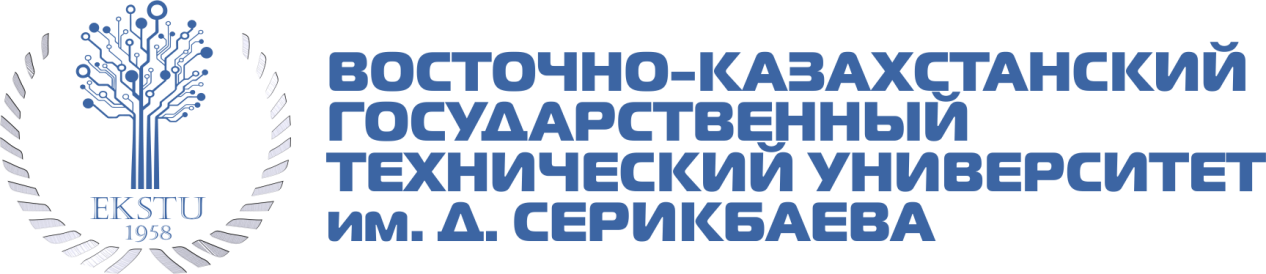 EKSTU
1958
ВОСТОЧНО-КАЗАХСТАНСКИЙ
ГОСУДАРСТВЕННЫЙ
ТЕХНИЧЕСКИЙ УНИВЕРСИТЕТ
им. Д. СЕРИКБАЕВА